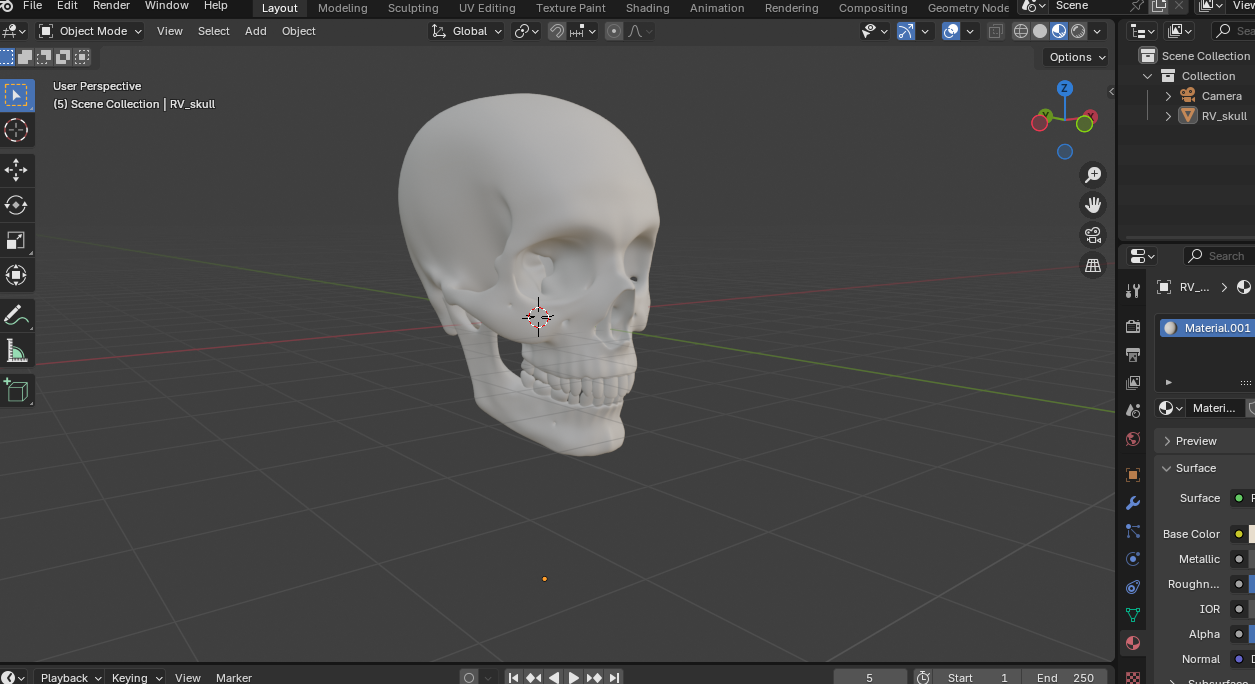 File Edit Render Window Help Layout Modeling Sculpting UV Editing Texture Paint Shading Animation Rendering Compositing Geometry Node Scene View
Object Mode View Select Add Object Global Sea
Options
User Perspective
(5) Scene Collection | RV_skull
Z
Y
X
Scene Collection
Collection
Camera
RV_skull
Search
RV_...
Material.001
Materi...
Preview
Surface
Surface
Base Color
Metallic
Roughn...
IOR
Alpha
Normal D
Playback Keying View Marker 5 Start 1 End 250